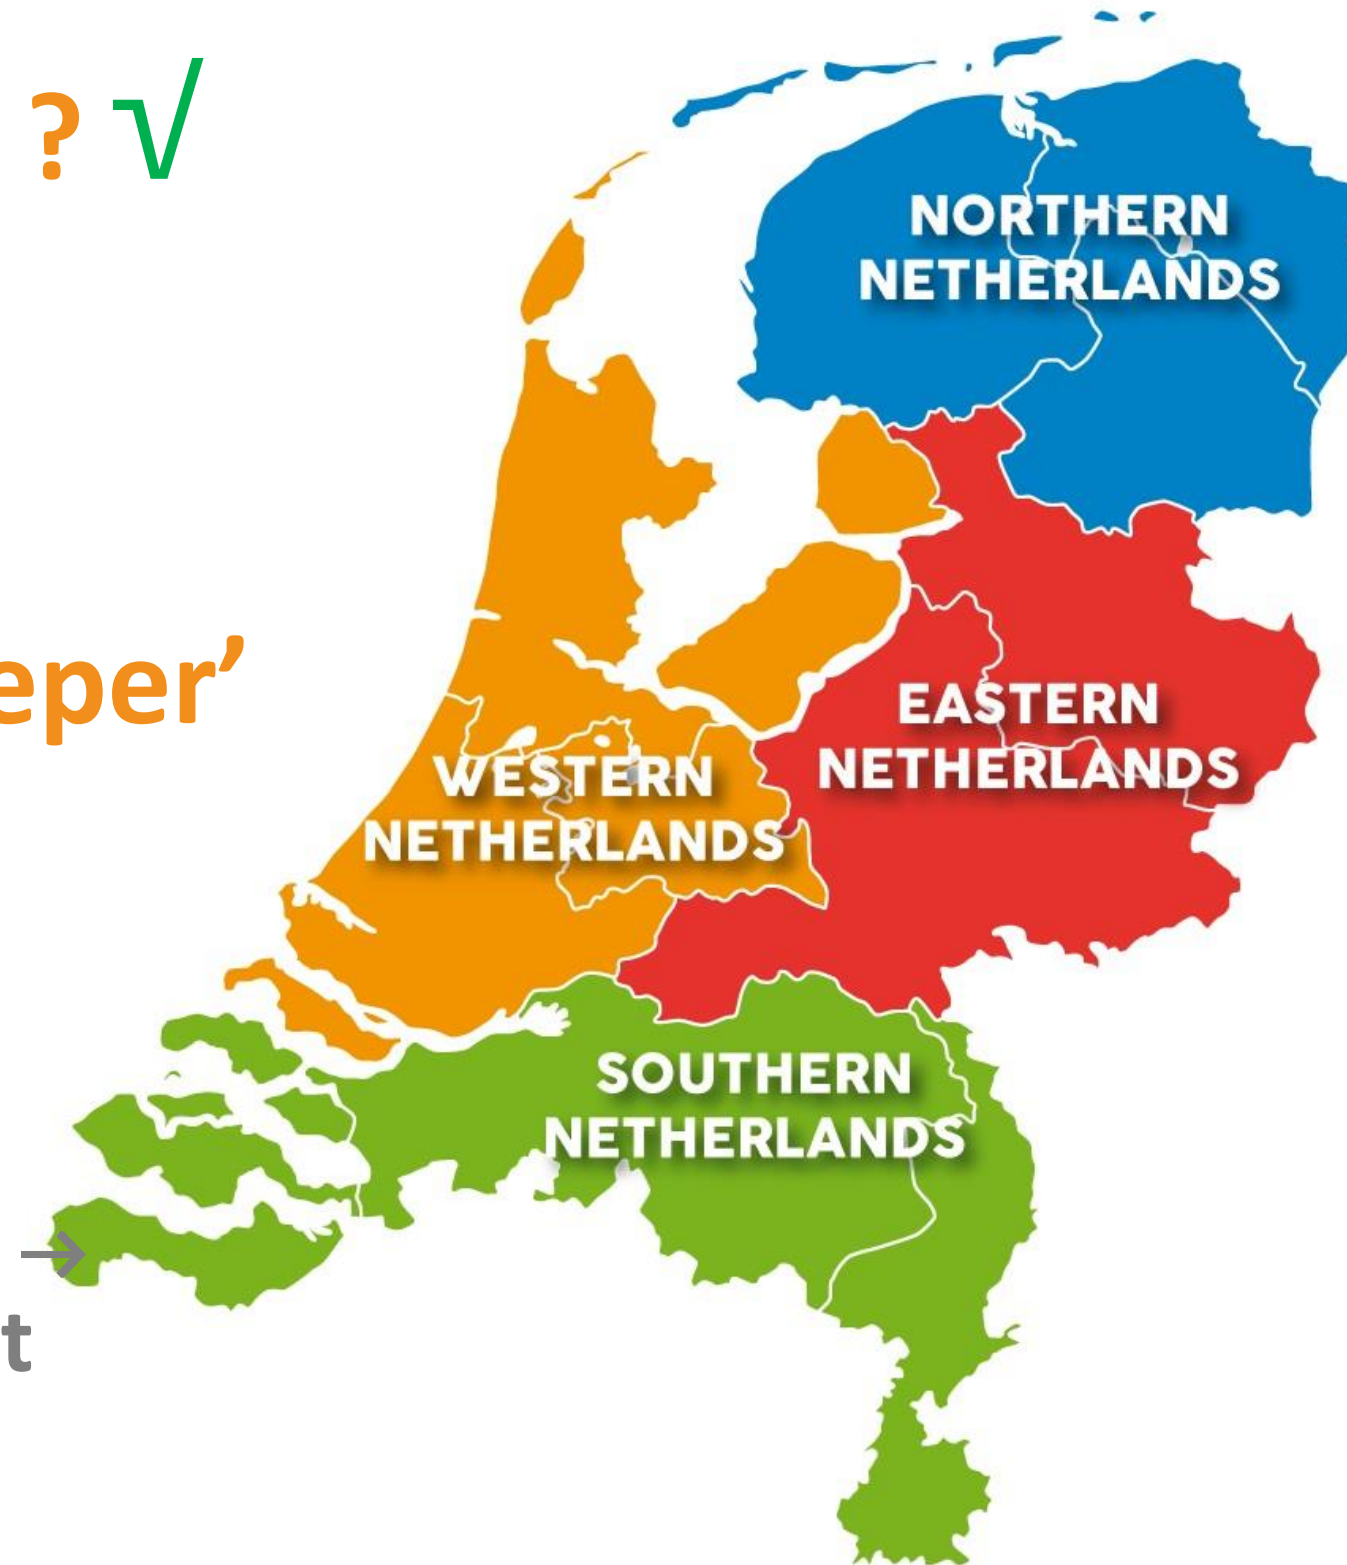 ? √
NORTHERN
NETHERLANDS
eper’
EASTERN
NETHERLANDS
WESTERN
NETHERLANDS
SOUTHERN
NETHERLANDS
→
t